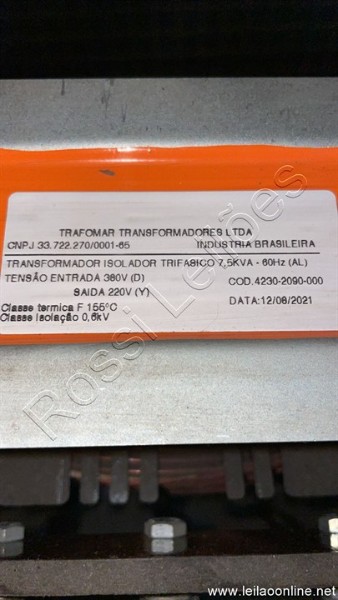 TRAFOMAR TRANSFORMADORES LTDA
CNPJ 33.722.270/0001-65 INDUSTRIA BRASILEIRA
TRANSFORMADOR ISOLADOR TRIFASICO 7,5KVA - 60Hz (AL)
TENSÃO ENTRADA 380V (D) COD. 4230-2090-000
SAIDA 220V (Y) DATA: 12/08/2021
Classe termica F 155ºC
Classe isolação 0,6kV
Rossi Leilões
www.leilaoonline.net